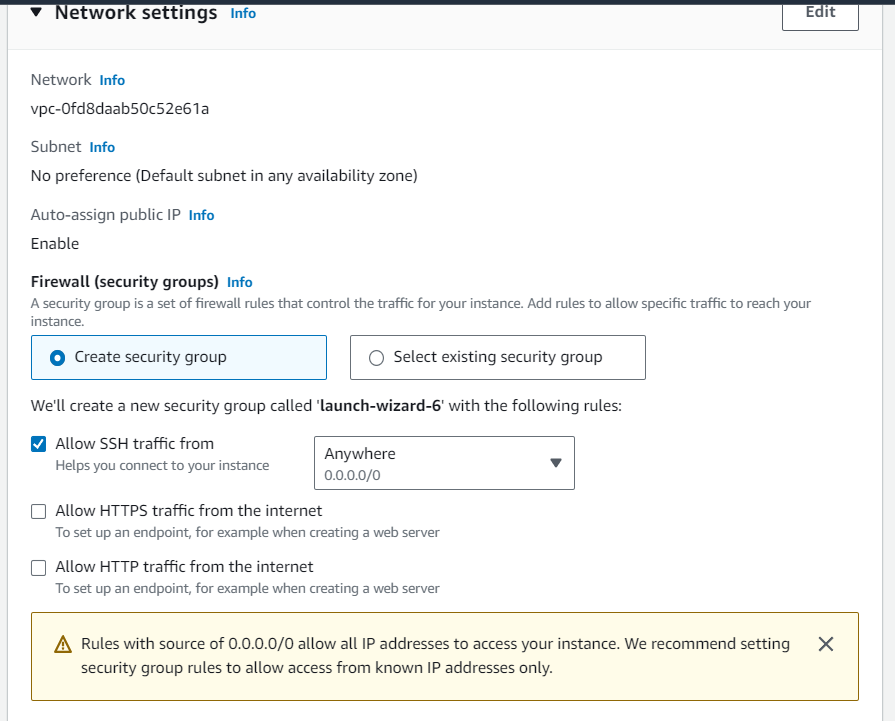 Network settings Info
Edit
Network Info
vpc-0fd8daab50c52e61a
Subnet Info
No preference (Default subnet in any availability zone)
Auto-assign public IP Info
Enable
Firewall (security groups) Info
A security group is a set of firewall rules that control the traffic for your instance. Add rules to allow specific traffic to reach your
instance.
Create security group
Select existing security group
We'll create a new security group called 'launch-wizard-6' with the following rules:
Allow SSH traffic from
Helps you connect to your instance
Anywhere
0.0.0.0/0
Allow HTTPS traffic from the internet
To set up an endpoint, for example when creating a web server
Allow HTTP traffic from the internet
To set up an endpoint, for example when creating a web server
Rules with source of 0.0.0.0/0 allow all IP addresses to access your instance. We recommend setting
security group rules to allow access from known IP addresses only.